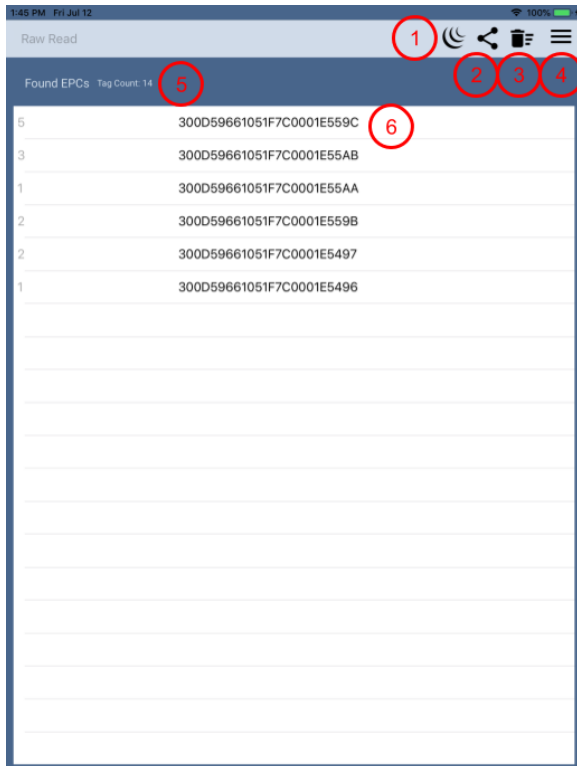 1:45 PM Fri Jul 12 100%
Raw Read 1
2 3 4
Found EPCs Tag Count: 14 5
5 300D59661051F7C0001E559C 6
3 300D59661051F7C0001E55AB
1 300D59661051F7C0001E55AA
2 300D59661051F7C0001E559B
2 300D59661051F7C0001E5497
1 300D59661051F7C0001E5496